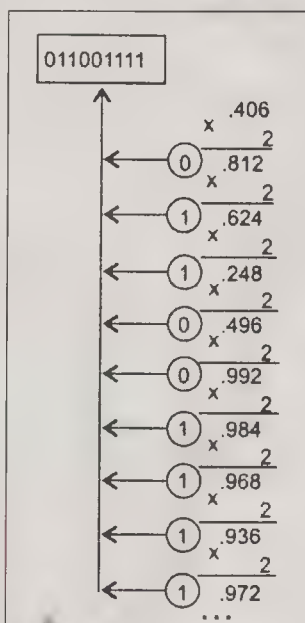 011001111
x .406
2
0
x .812
2
1
x .624
2
1
x .248
2
0
x .496
2
0
x .992
2
1
x .984
2
1
x .968
2
1
x .936
2
1
.972
...